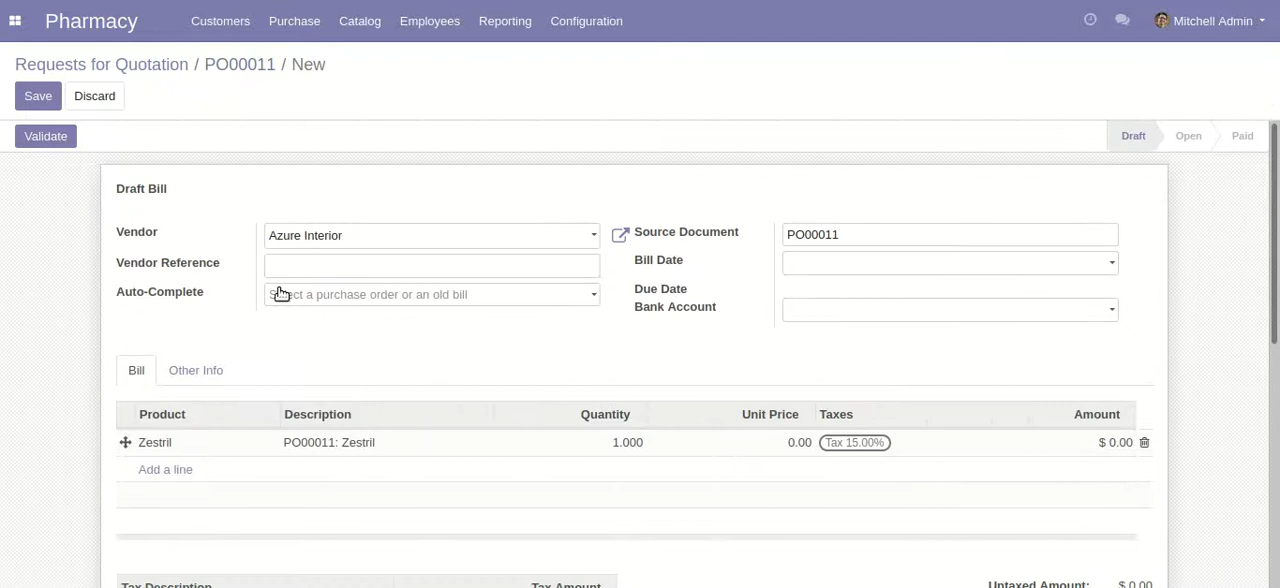 Pharmacy Customers Purchase Catalog Employees Reporting Configuration Mitchell Admin
Requests for Quotation / PO00011 / New
Save Discard
Validate Draft Open Paid
Draft Bill
Vendor Azure Interior Source Document PO00011
Vendor Reference Bill Date
Auto-Complete a purchase order or an old bill Due Date
Bank Account
Bill Other Info
Product Description Quantity Unit Price Taxes Amount
Zestril PO00011: Zestril 1.000 0.00 Tax 15.00% $ 0.00
Add a line
Tax Description Tax Amount Untaxed Amount: $ 0.00